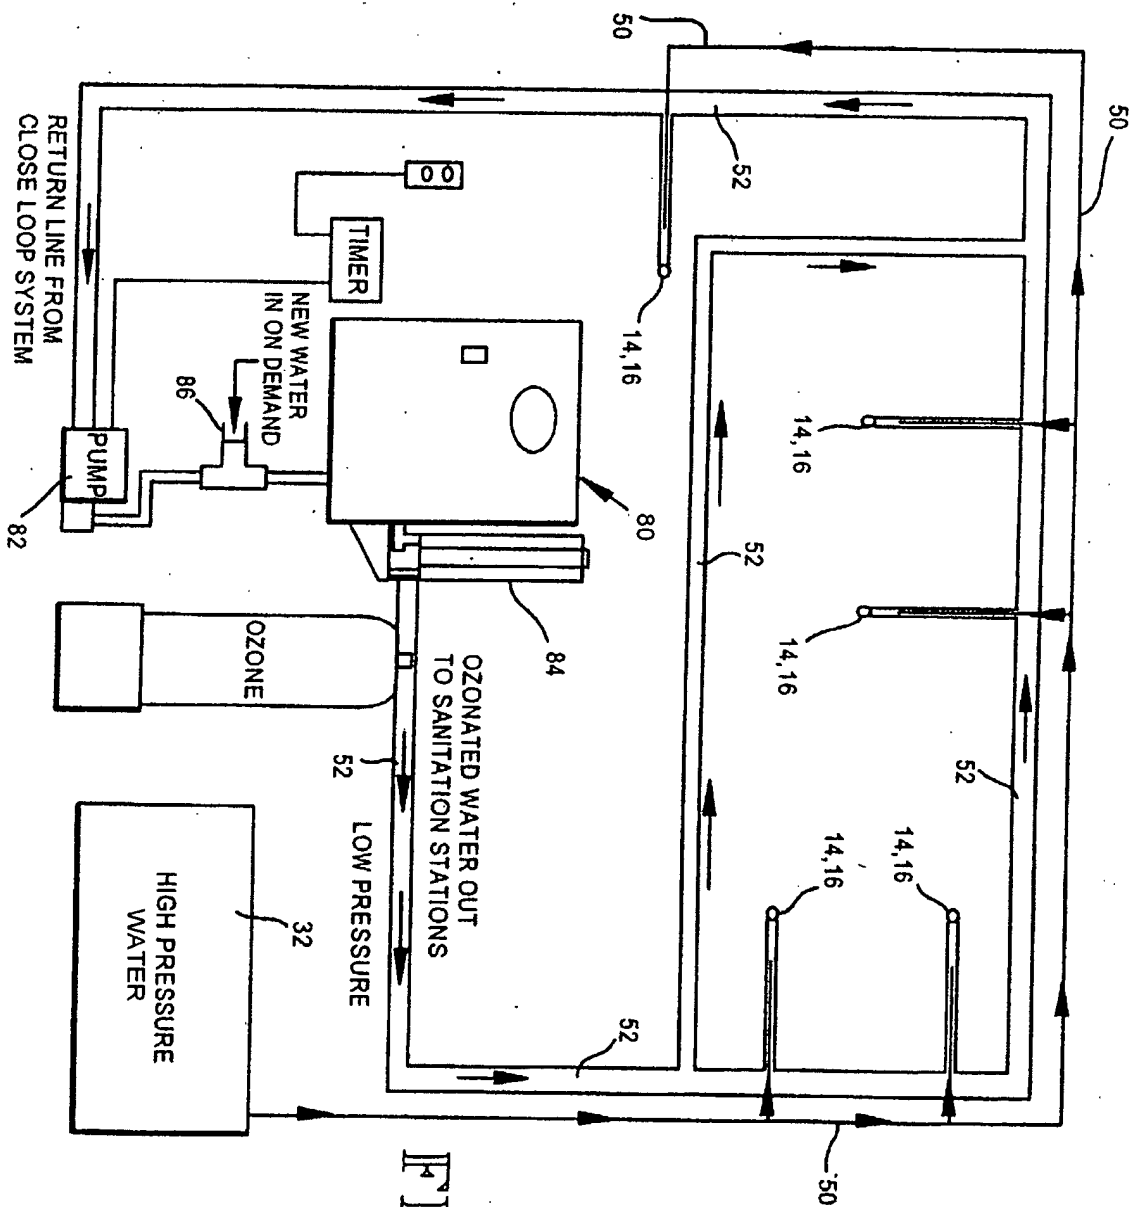 50
52
14,16
50
14,16
14,16
14,16
52
52
80
52
14,16
50
84
OZONATED WATER OUT
TO SANITATION STATIONS
LOW PRESSURE
TIMER
52
32
NEW WATER
IN ON DEMAND
OZONE
86
HIGH PRESSURE
WATER
PUMP
RETURN LINE FROM
CLOSE LOOP SYSTEM
82